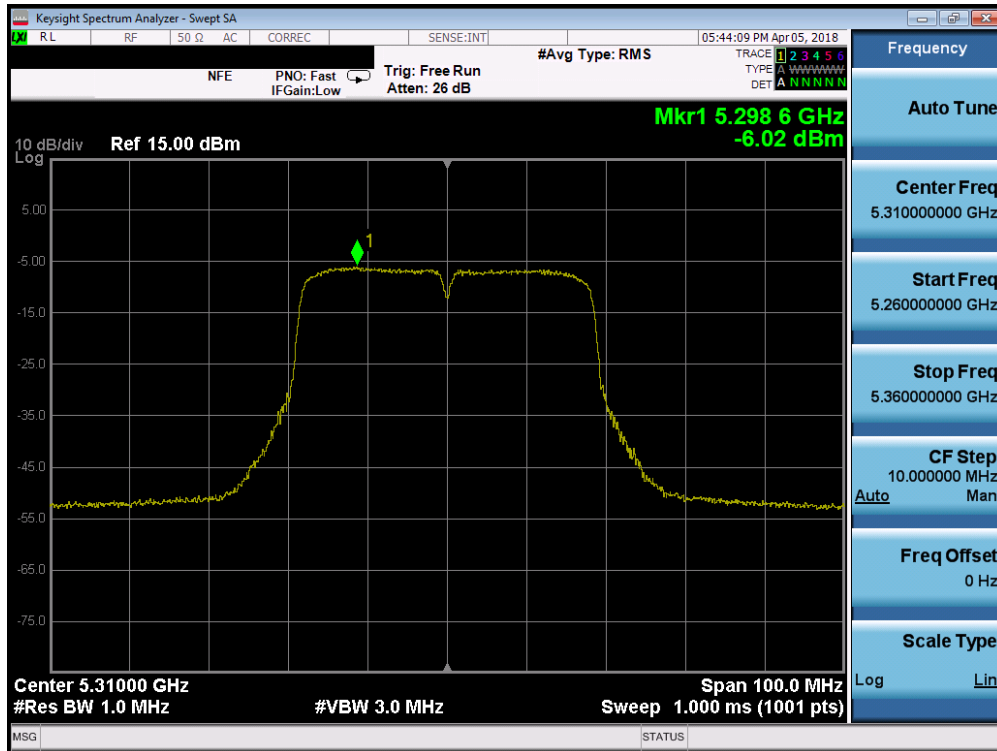 Keysight Spectrum Analyzer - Swept SA
LXI RL RF 50 Ω AC CORREC SENSE:INT 05:44:09 PM Apr 05, 2018
#Avg Type: RMS
TRACE 1 2 3 4 5 6
TYPE A WWWWW
DET A N N N N N
NFE PNO: Fast Trig: Free Run
IFGain:Low Atten: 26 dB
Mkr1 5.298 6 GHz
-6.02 dBm
10 dB/div Ref 15.00 dBm
Log
5.00
1
-5.00
-15.0
-25.0
-35.0
-45.0
-55.0
-65.0
-75.0
Center 5.31000 GHz Span 100.0 MHz
#Res BW 1.0 MHz #VBW 3.0 MHz Sweep 1.000 ms (1001 pts)
MSG STATUS
Frequency
Auto Tune
Center Freq
5.310000000 GHz
Start Freq
5.260000000 GHz
Stop Freq
5.360000000 GHz
CF Step
10.000000 MHz
Auto Man
Freq Offset
0 Hz
Scale Type
Log Lin